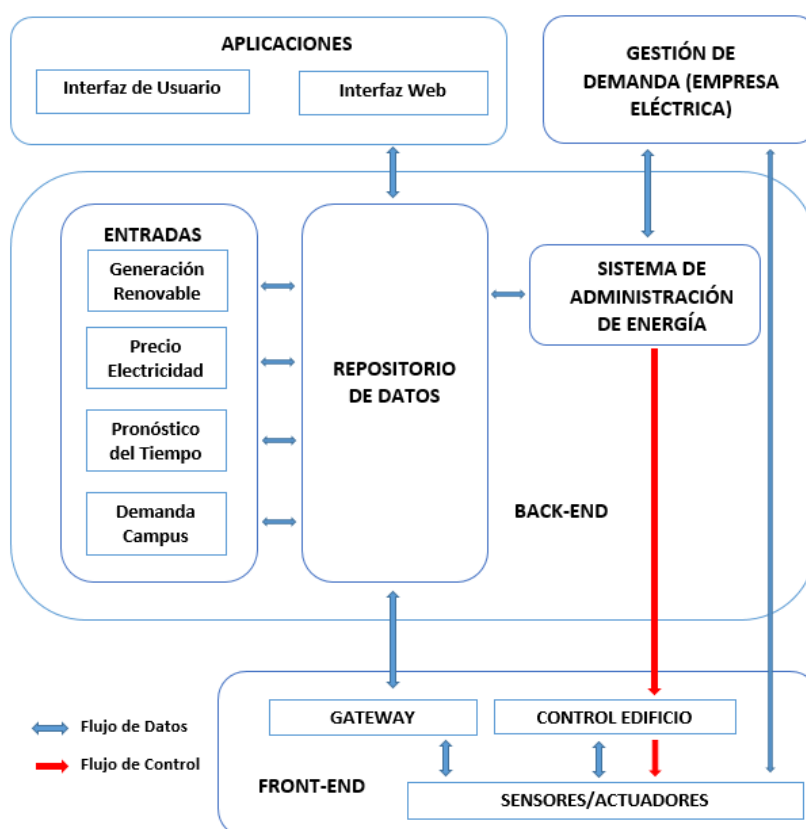 APLICACIONES
Interfaz de Usuario
Interfaz Web
GESTIÓN DE
DEMANDA (EMPRESA
ELÉCTRICA)
ENTRADAS
Generación
Renovable
Precio
Electricidad
Pronóstico
del Tiempo
Demanda
Campus
REPOSITORIO
DE DATOS
SISTEMA DE
ADMINISTRACIÓN
DE ENERGÍA
BACK-END
GATEWAY
CONTROL EDIFICIO
FRONT-END
SENSORES/ACTUADORES
Flujo de Datos
Flujo de Control